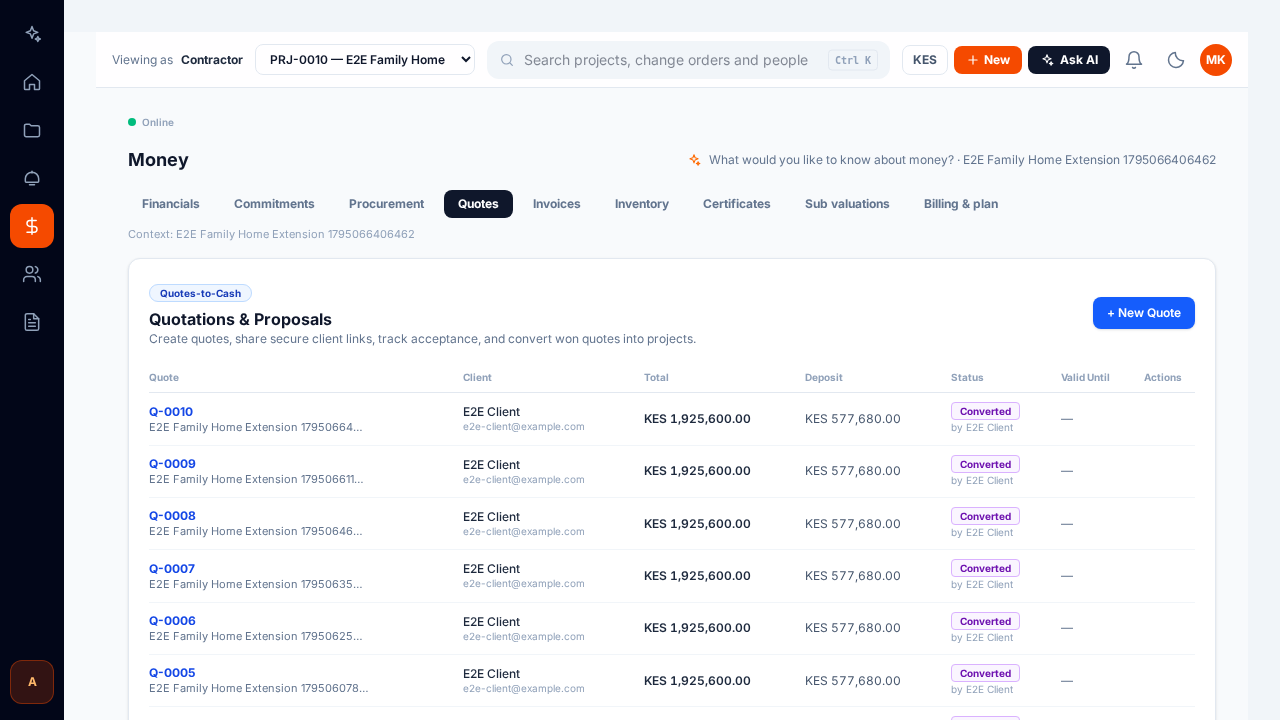 Viewing as Contractor PRJ-0010 — E2E Family Home Search projects, change orders and people Ctrl K KES + New Ask AI MK
Online
Money What would you like to know about money? · E2E Family Home Extension 1795066406462
Financials Commitments Procurement Quotes Invoices Inventory Certificates Sub valuations Billing & plan
Context: E2E Family Home Extension 1795066406462
Quotes-to-Cash
Quotations & Proposals
+ New Quote
Create quotes, share secure client links, track acceptance, and convert won quotes into projects.
Quote Client Total Deposit Status Valid Until Actions
Q-0010 E2E Client KES 1,925,600.00 KES 577,680.00 Converted —
E2E Family Home Extension 17950664... e2e-client@example.com by E2E Client
Q-0009 E2E Client KES 1,925,600.00 KES 577,680.00 Converted —
E2E Family Home Extension 179506611... e2e-client@example.com by E2E Client
Q-0008 E2E Client KES 1,925,600.00 KES 577,680.00 Converted —
E2E Family Home Extension 17950646... e2e-client@example.com by E2E Client
Q-0007 E2E Client KES 1,925,600.00 KES 577,680.00 Converted —
E2E Family Home Extension 17950635... e2e-client@example.com by E2E Client
Q-0006 E2E Client KES 1,925,600.00 KES 577,680.00 Converted —
E2E Family Home Extension 17950625... e2e-client@example.com by E2E Client
Q-0005 E2E Client KES 1,925,600.00 KES 577,680.00 Converted —
E2E Family Home Extension 179506078... e2e-client@example.com by E2E Client
A